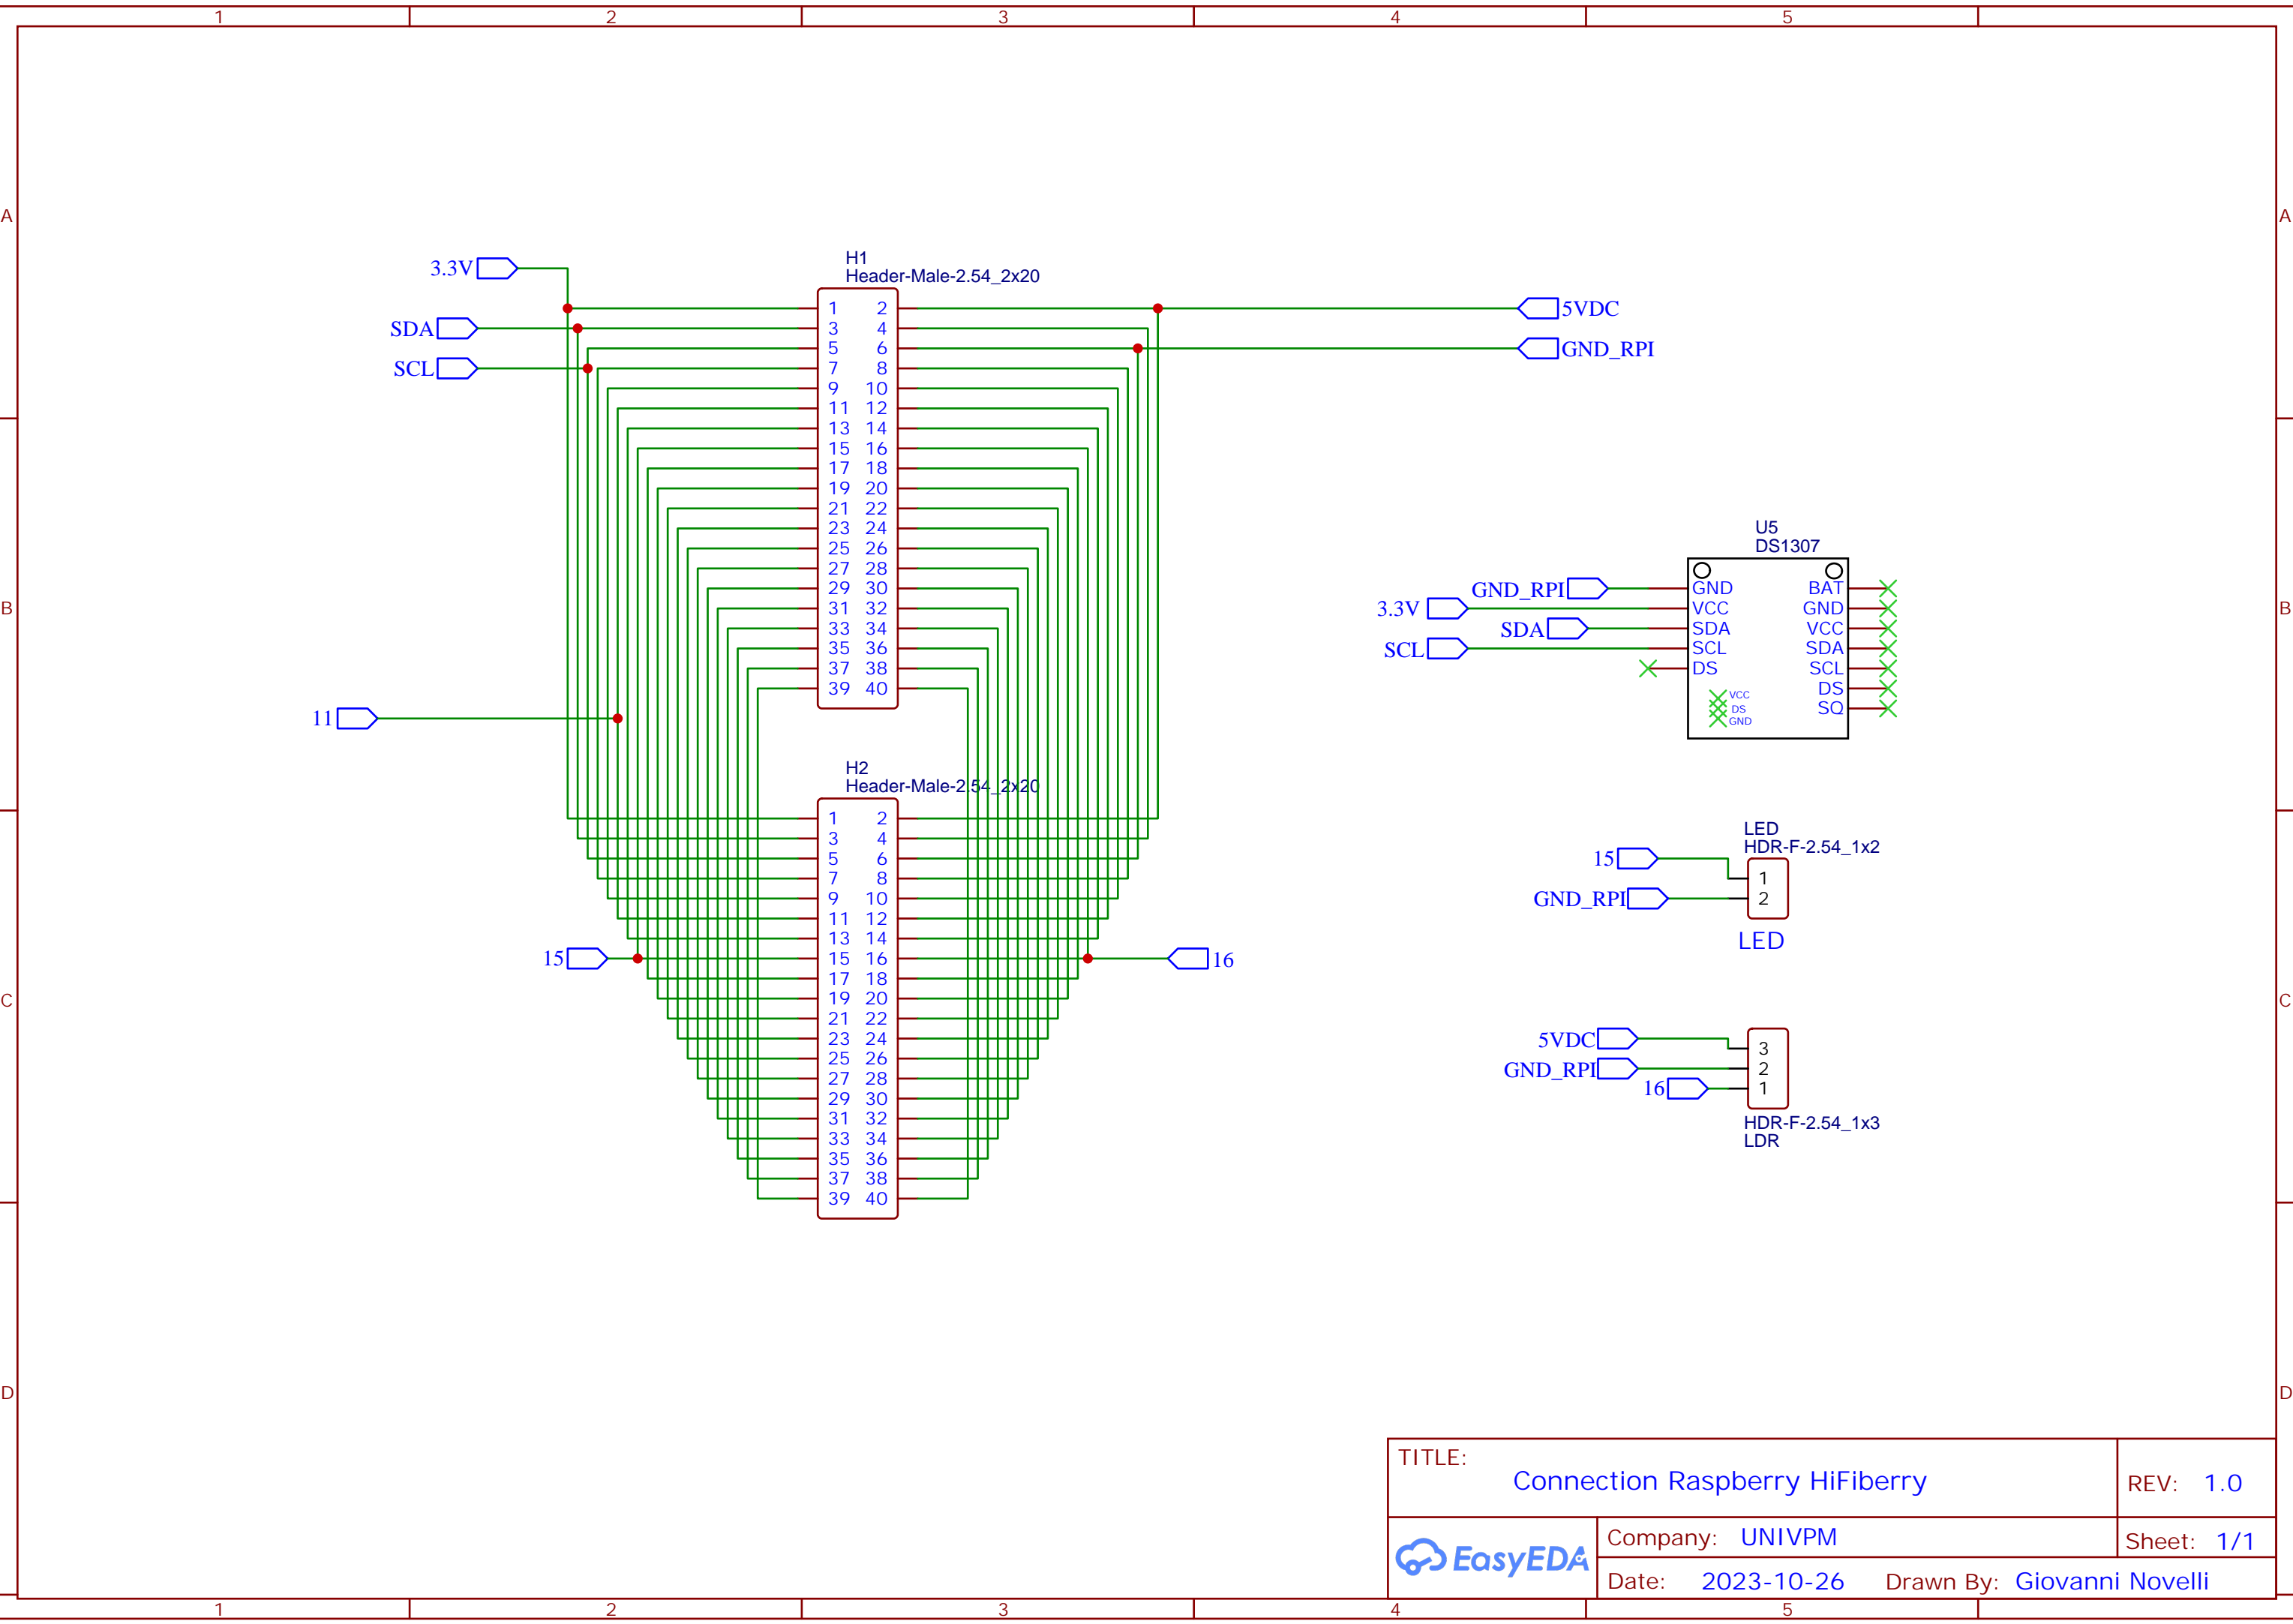 1 2 3 4 5
A A
H1
Header-Male-2.54_2x20
3.3V
1 2 5VDC
SDA 3 4
5 6 GND_RPI
SCL 7 8
9 10
11 12
13 14
15 16
17 18
19 20
21 22
23 24
25 26
27 28
29 30
31 32
33 34
35 36
37 38
39 40
11
B B
U5
DS1307
GND_RPI GND BAT
3.3V VCC GND
SDA SDA VCC
SCL SCL SDA
DS SCL
VCC DS
DS SQ
GND
H2
Header-Male-2.54_2x20
1 2
3 4
5 6
7 8
9 10
11 12
13 14
15 15 16 16
17 18
19 20
21 22
23 24
25 26
27 28
29 30
31 32
33 34
35 36
37 38
39 40
LED
HDR-F-2.54_1x2
15 1
GND_RPI 2
LED
C C
5VDC 3
GND_RPI 2
16 1
HDR-F-2.54_1x3
LDR
D D
TITLE:
Connection Raspberry HiFiberry
REV: 1.0
EasyEDA
Company: UNIVPM
Sheet: 1/1
Date: 2023-10-26 Drawn By: Giovanni Novelli
1 2 3 4 5